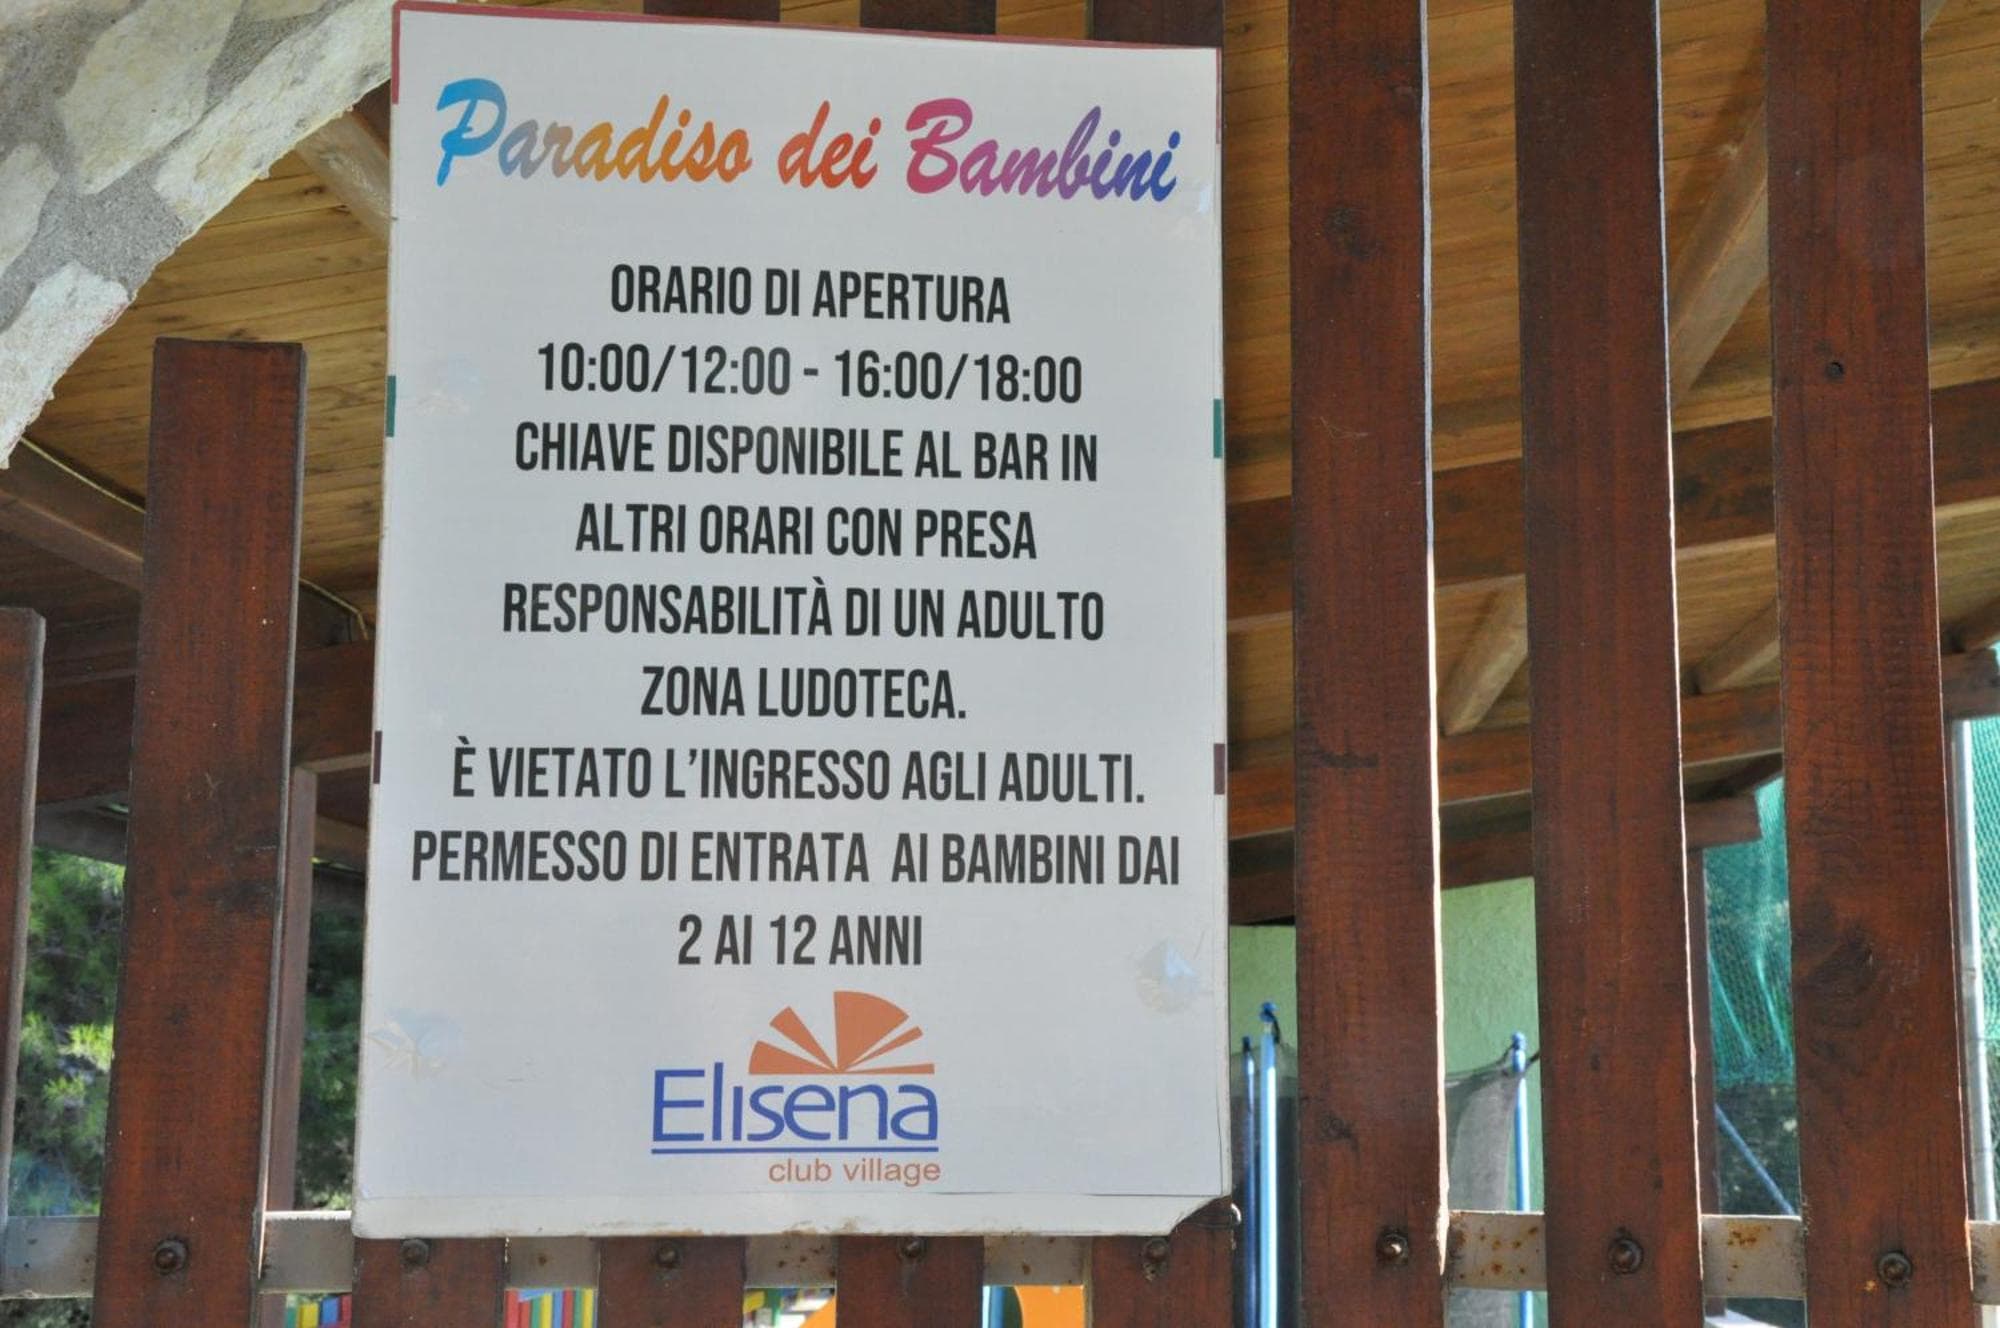 Paradiso dei Bambini
ORARIO DI APERTURA
10:00/12:00 - 16:00/18:00
CHIAVE DISPONIBILE AL BAR IN
ALTRI ORARI CON PRESA
RESPONSABILITÀ DI UN ADULTO
ZONA LUDOTECA.
È VIETATO L'INGRESSO AGLI ADULTI.
PERMESSO DI ENTRATA AI BAMBINI DAI
2 AI 12 ANNI
Elisena
club village